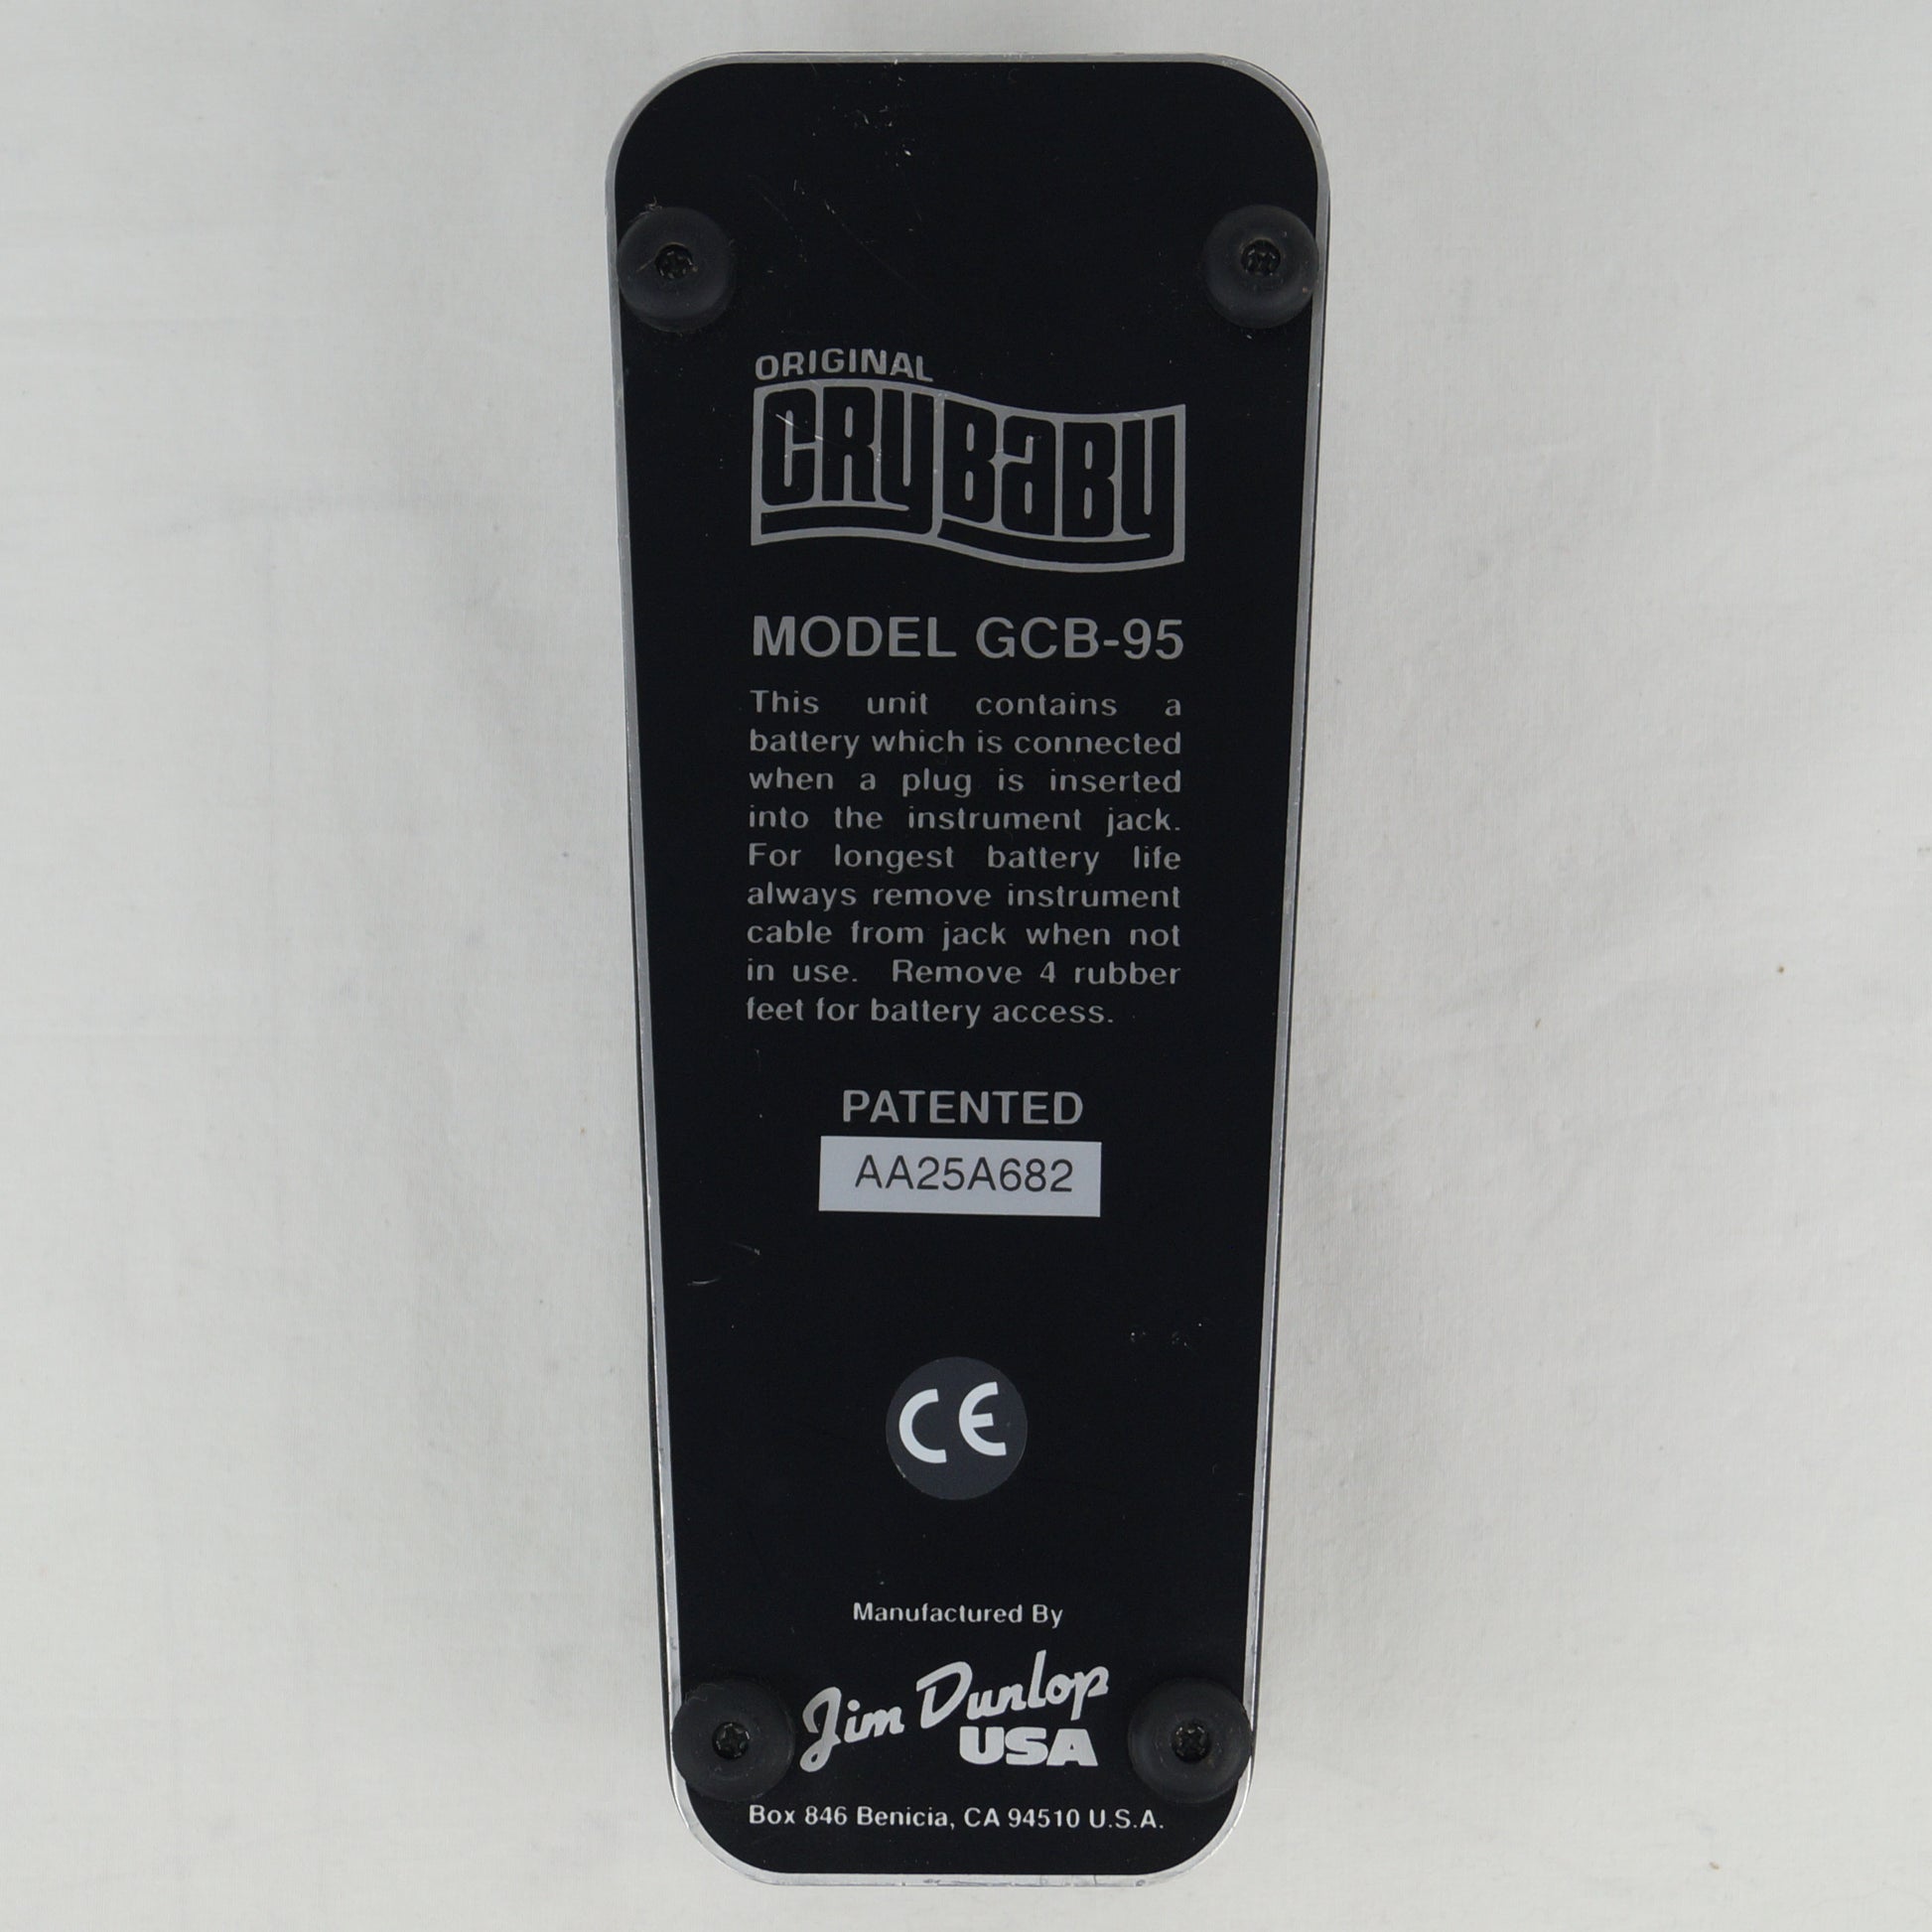 ORIGINAL
CRYBABY
MODEL GCB-95
This unit contains a
battery which is connected
when a plug is inserted
into the instrument jack.
For longest battery life
always remove instrument
cable from jack when not
in use. Remove 4 rubber
feet for battery access.
PATENTED
AA25A682
CE
Manufactured By
Jim Dunlop
USA
Box 846 Benicia, CA 94510 U.S.A.